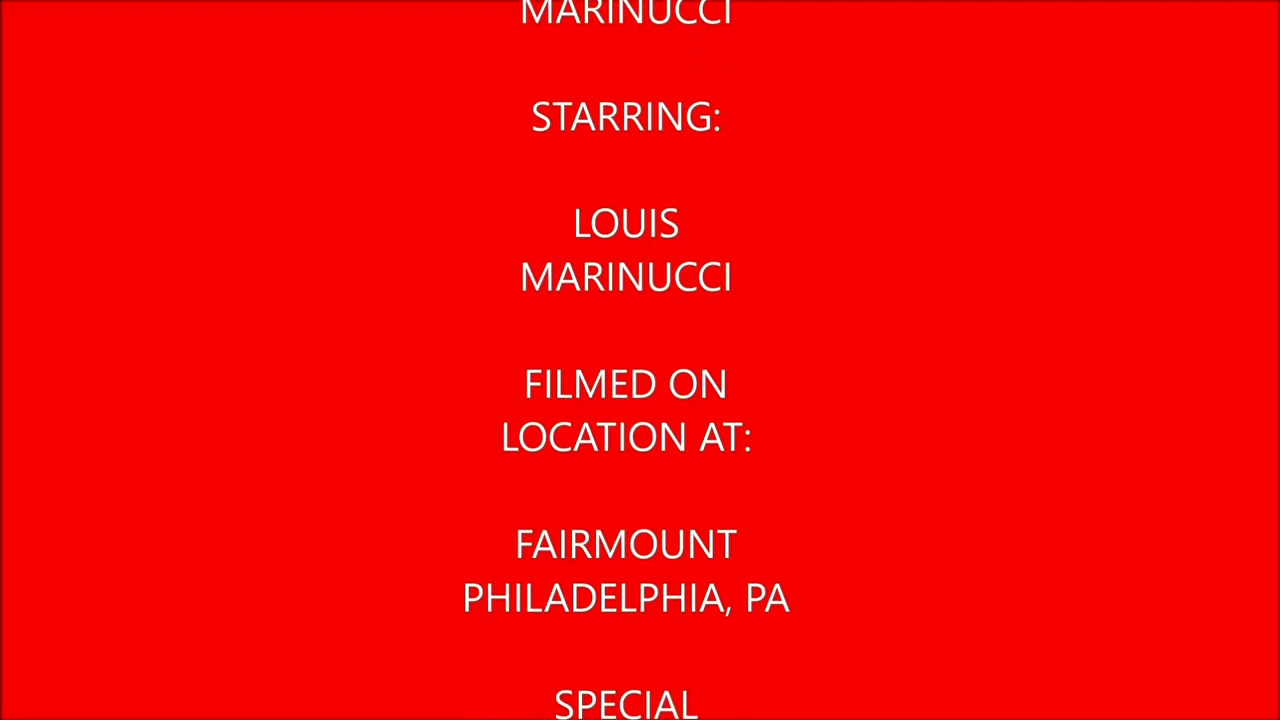 MARINUCCI
STARRING:
LOUIS
MARINUCCI
FILMED ON
LOCATION AT:
FAIRMOUNT
PHILADELPHIA, PA
SPECIAL